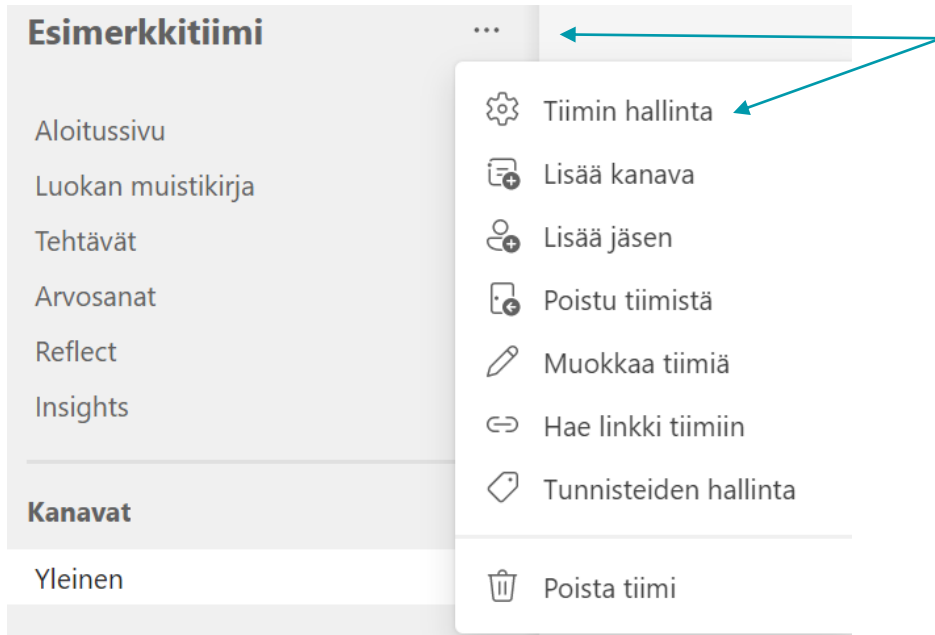 Esimerkkitiimi ...
Aloitussivu
Luokan muistikirja
Tehtävät
Arvosanat
Reflect
Insights
Kanavat
Yleinen
Tiimin hallinta
Lisää kanava
Lisää jäsen
Poistu tiimistä
Muokkaa tiimiä
Hae linkki tiimiin
Tunnisteiden hallinta
Poista tiimi